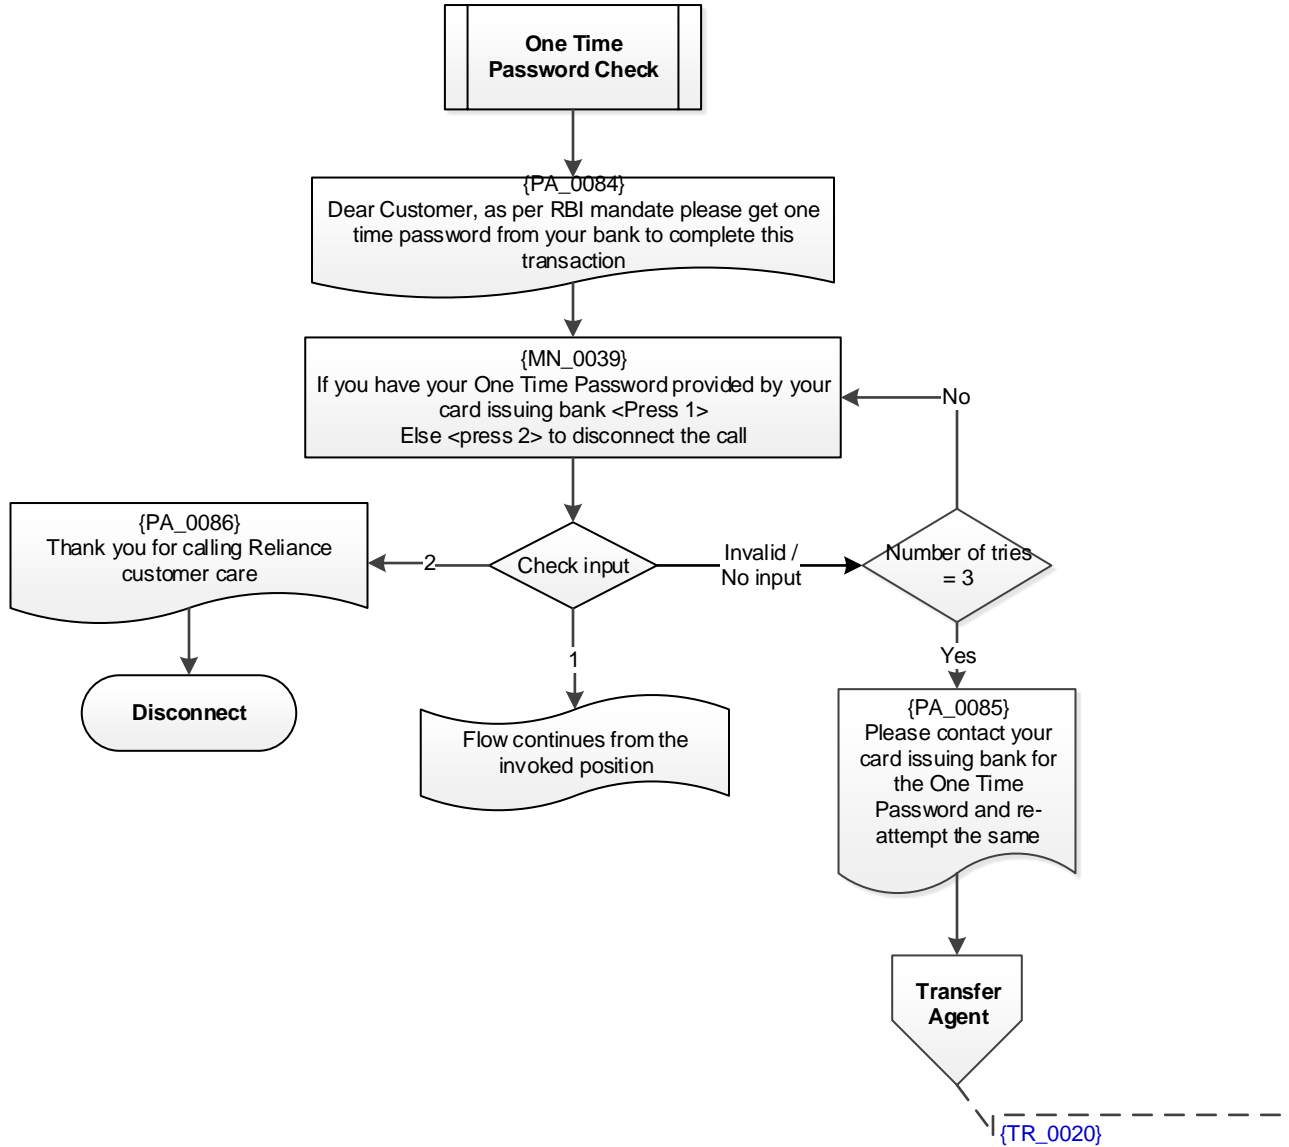 One Time
Password Check
{PA_0084}
Dear Customer, as per RBI mandate please get one
time password from your bank to complete this
transaction
{MN_0039}
If you have your One Time Password provided by your
card issuing bank <Press 1>
Else <press 2> to disconnect the call
No
{PA_0086}
Thank you for calling Reliance
customer care
2
Check input
Invalid /
No input
Number of tries
= 3
1
Yes
Disconnect
Flow continues from the
invoked position
{PA_0085}
Please contact your
card issuing bank for
the One Time
Password and re-
attempt the same
Transfer
Agent
{TR_0020}